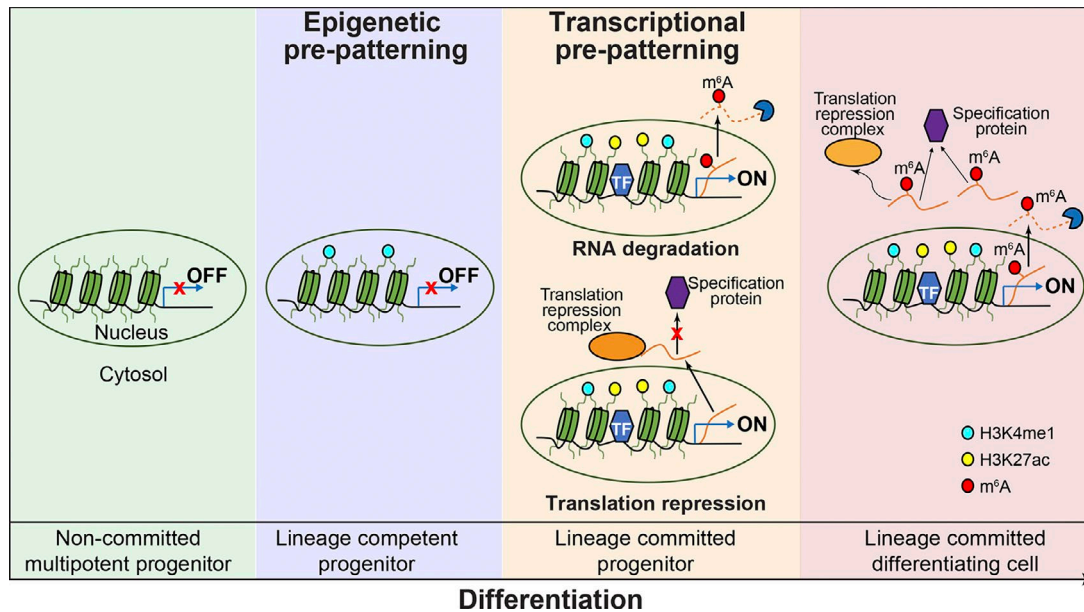 Epigenetic
pre-patterning
Transcriptional
pre-patterning
OFF
X
Nucleus
Cytosol
OFF
X
m⁶A
TF
ON
RNA degradation
Translation
repression
complex
Specification
protein
X
TF
ON
Translation repression
Translation
repression
complex
Specification
protein
m⁶A
m⁶A
m⁶A
m⁶A
TF
ON
H3K4me1
H3K27ac
m⁶A
Non-committed
multipotent progenitor
Lineage competent
progenitor
Lineage committed
progenitor
Lineage committed
differentiating cell
Differentiation